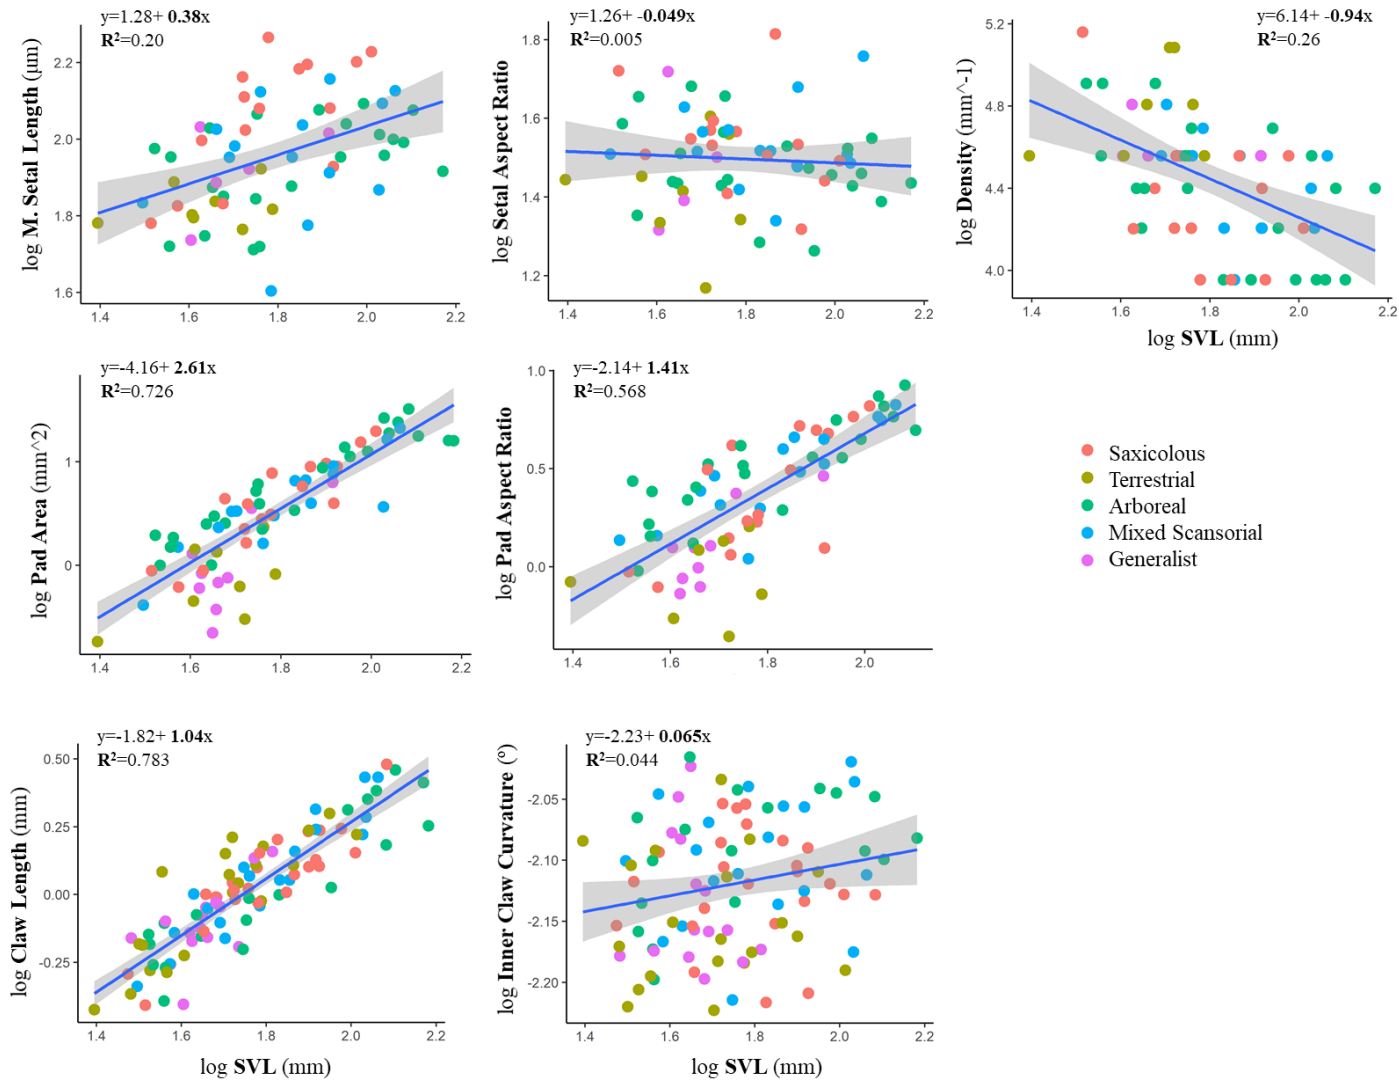 y=1.28+ 0.38x
R²=0.20
log M. Setal Length (μm)
2.2
2.0
1.8
1.6
1.4 1.6 1.8 2.0 2.2
y=1.26+ -0.049x
R²=0.005
log Setal Aspect Ratio
1.8
1.6
1.4
1.2
1.4 1.6 1.8 2.0 2.2
y=6.14+ -0.94x
R²=0.26
log Density (mm^-1)
5.2
4.8
4.4
4.0
1.4 1.6 1.8 2.0 2.2
log SVL (mm)
y=-4.16+ 2.61x
R²=0.726
log Pad Area (mm^2)
1
0
1.4 1.6 1.8 2.0 2.2
y=-2.14+ 1.41x
R²=0.568
log Pad Aspect Ratio
1.0
0.5
0.0
1.4 1.6 1.8 2.0
Saxicolous
Terrestrial
Arboreal
Mixed Scansorial
Generalist
y=-1.82+ 1.04x
R²=0.783
log Claw Length (mm)
0.50
0.25
0.00
-0.25
1.4 1.6 1.8 2.0 2.2
log SVL (mm)
y=-2.23+ 0.065x
R²=0.044
log Inner Claw Curvature (°)
-2.05
-2.10
-2.15
-2.20
1.4 1.6 1.8 2.0 2.2
log SVL (mm)